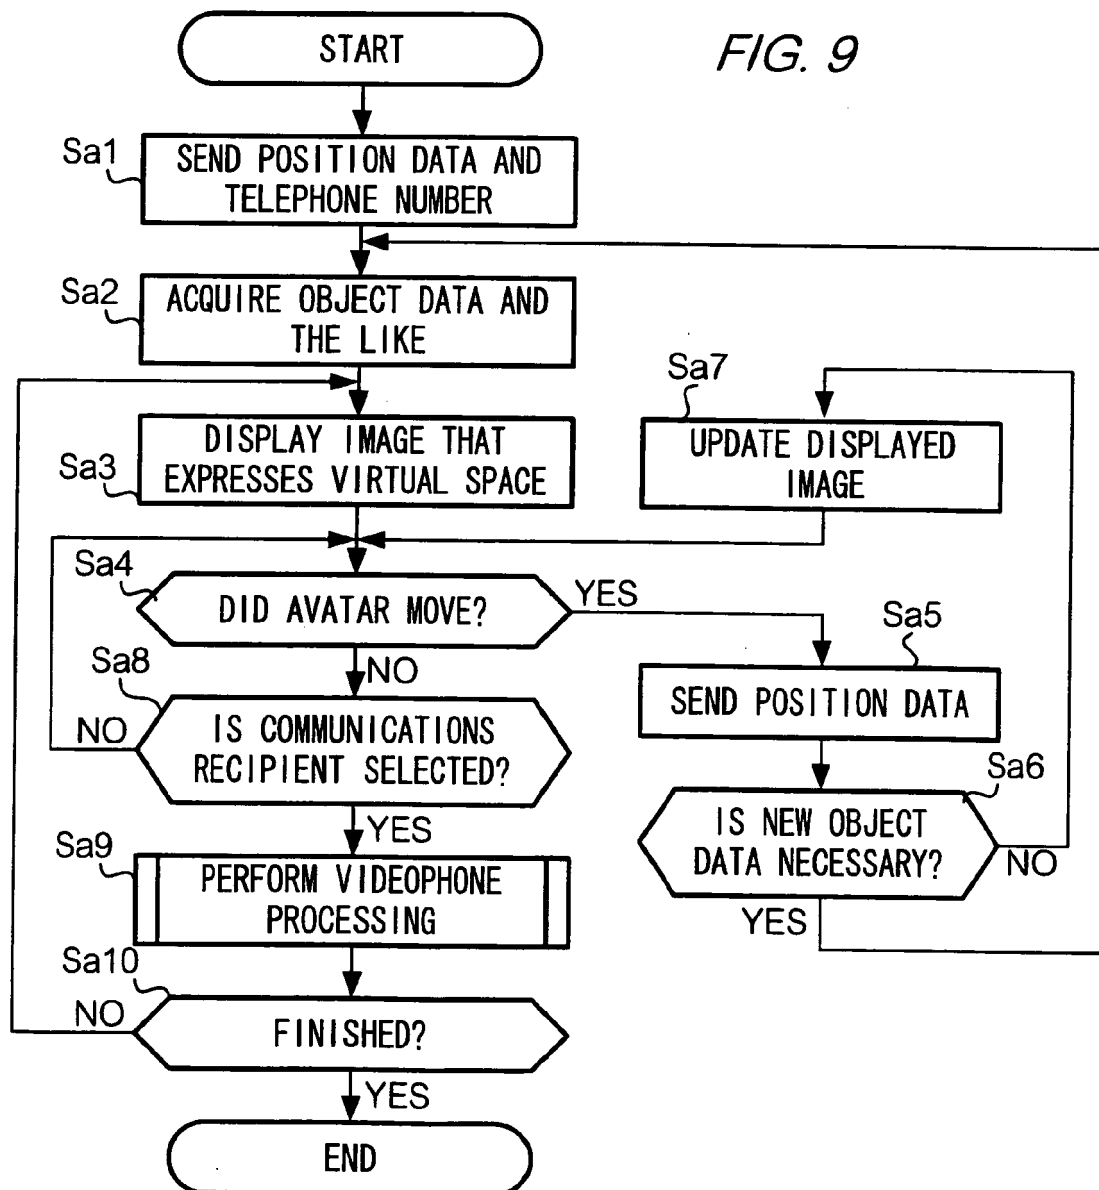 FIG. 9
START
Sa1
SEND POSITION DATA AND
TELEPHONE NUMBER
Sa2
ACQUIRE OBJECT DATA AND
THE LIKE
Sa3
DISPLAY IMAGE THAT
EXPRESSES VIRTUAL SPACE
Sa7
UPDATE DISPLAYED
IMAGE
Sa4
DID AVATAR MOVE?
YES
NO
Sa5
SEND POSITION DATA
Sa8
IS COMMUNICATIONS
RECIPIENT SELECTED?
NO
YES
Sa6
IS NEW OBJECT
DATA NECESSARY?
NO
YES
Sa9
PERFORM VIDEOPHONE
PROCESSING
Sa10
FINISHED?
NO
YES
END